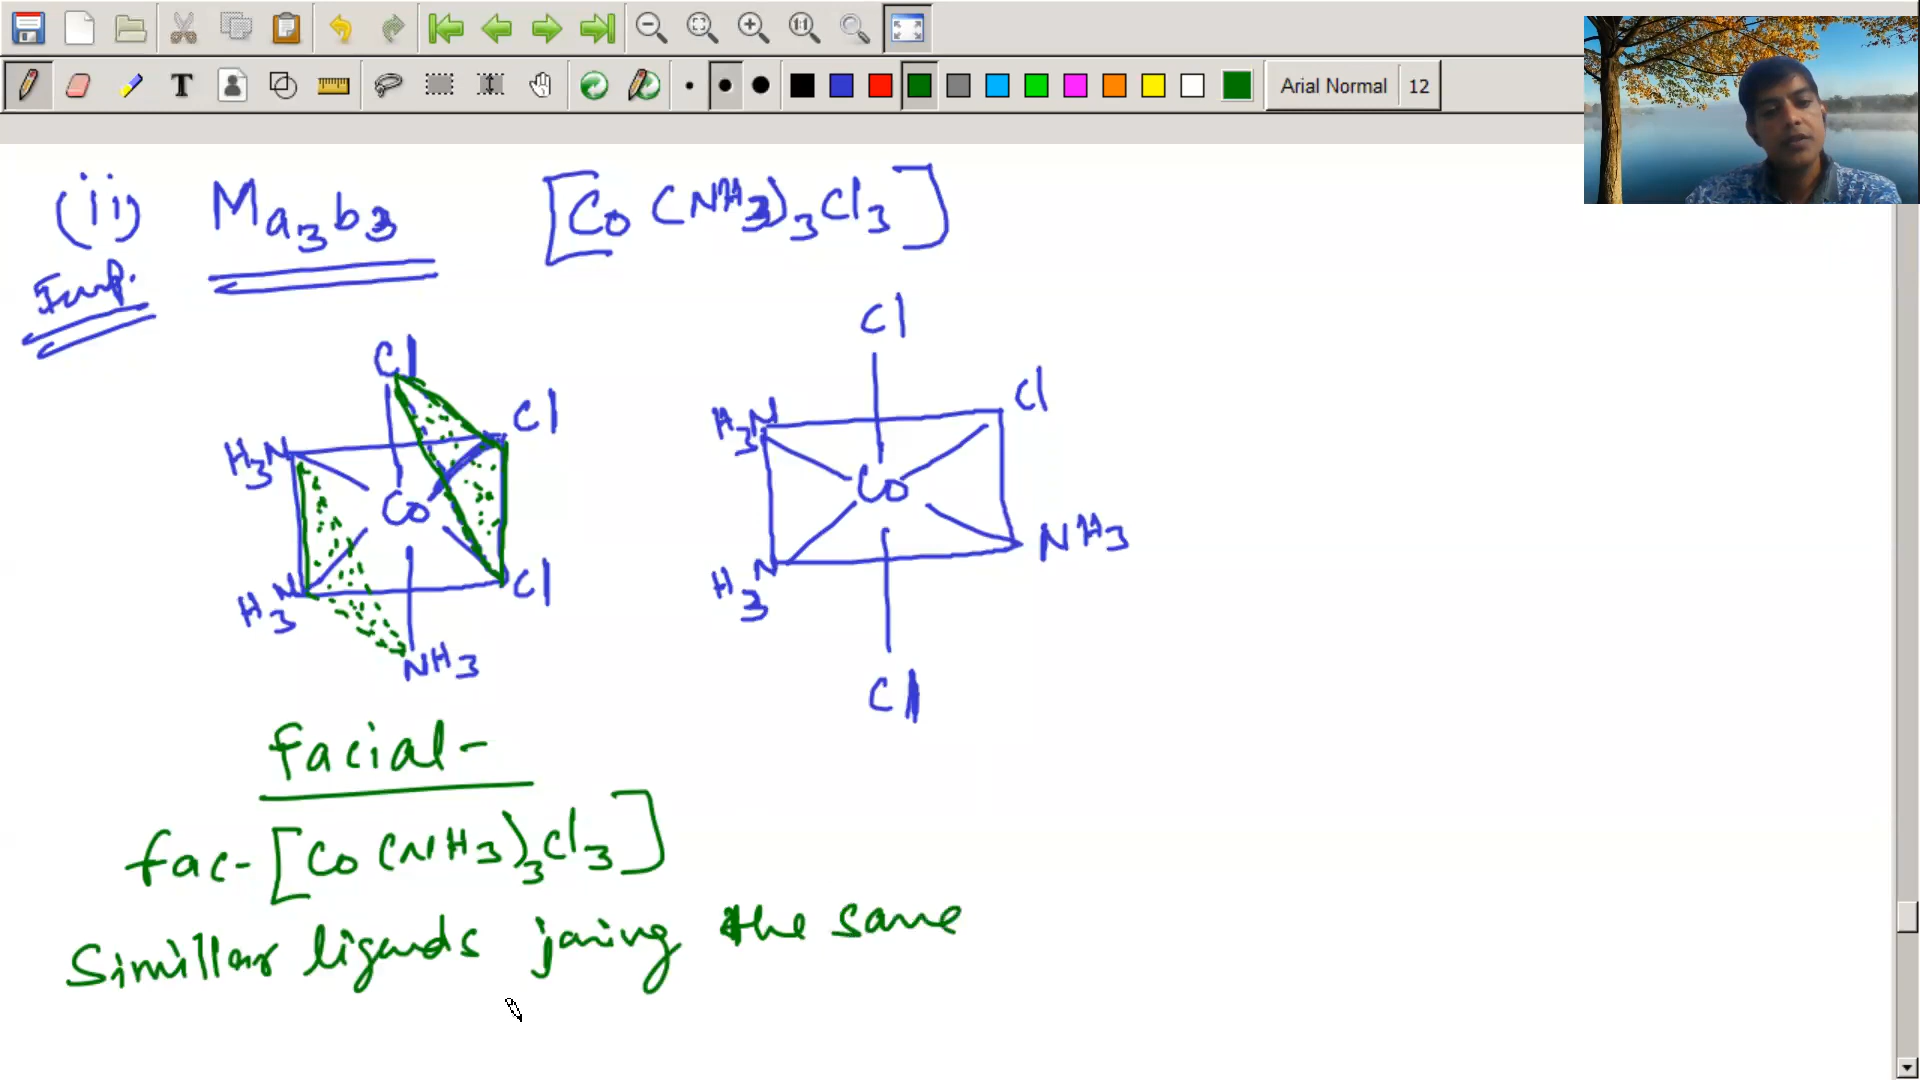 Arial Normal 12
(ii) Ma3b3 [Co(NH3)3Cl3]
Imp.
Cl
Cl
H3N
Co
H3N
Cl
NH3
Cl
Cl
H3N
Co
H3N
NH3
Cl
facial-
fac-[Co(NH3)3Cl3]
Simillar ligands joining the same